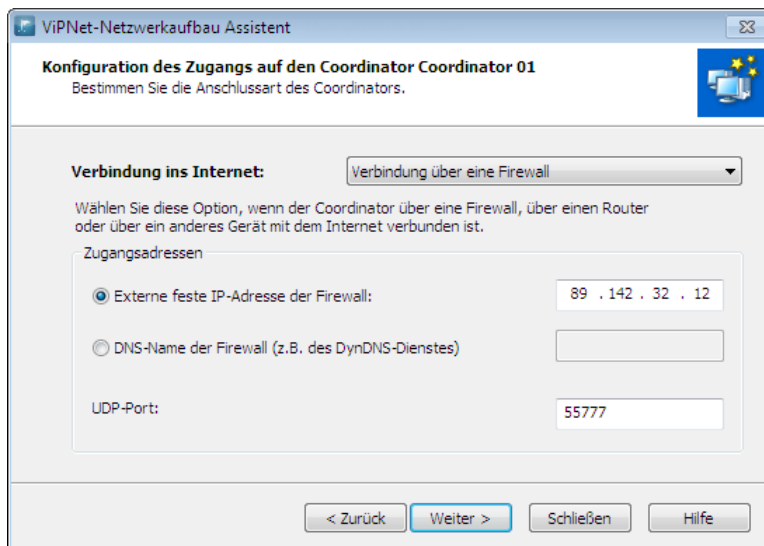 ViPNet-Netzwerkaufbau Assistent
Konfiguration des Zugangs auf den Coordinator Coordinator 01
Bestimmen Sie die Anschlussart des Coordinators.
Verbindung ins Internet: Verbindung über eine Firewall
Wählen Sie diese Option, wenn der Coordinator über eine Firewall, über einen Router
oder über ein anderes Gerät mit dem Internet verbunden ist.
Zugangsadressen
Externe feste IP-Adresse der Firewall: 89 . 142 . 32 . 12
DNS-Name der Firewall (z.B. des DynDNS-Dienstes)
UDP-Port: 55777
< Zurück Weiter > Schließen Hilfe